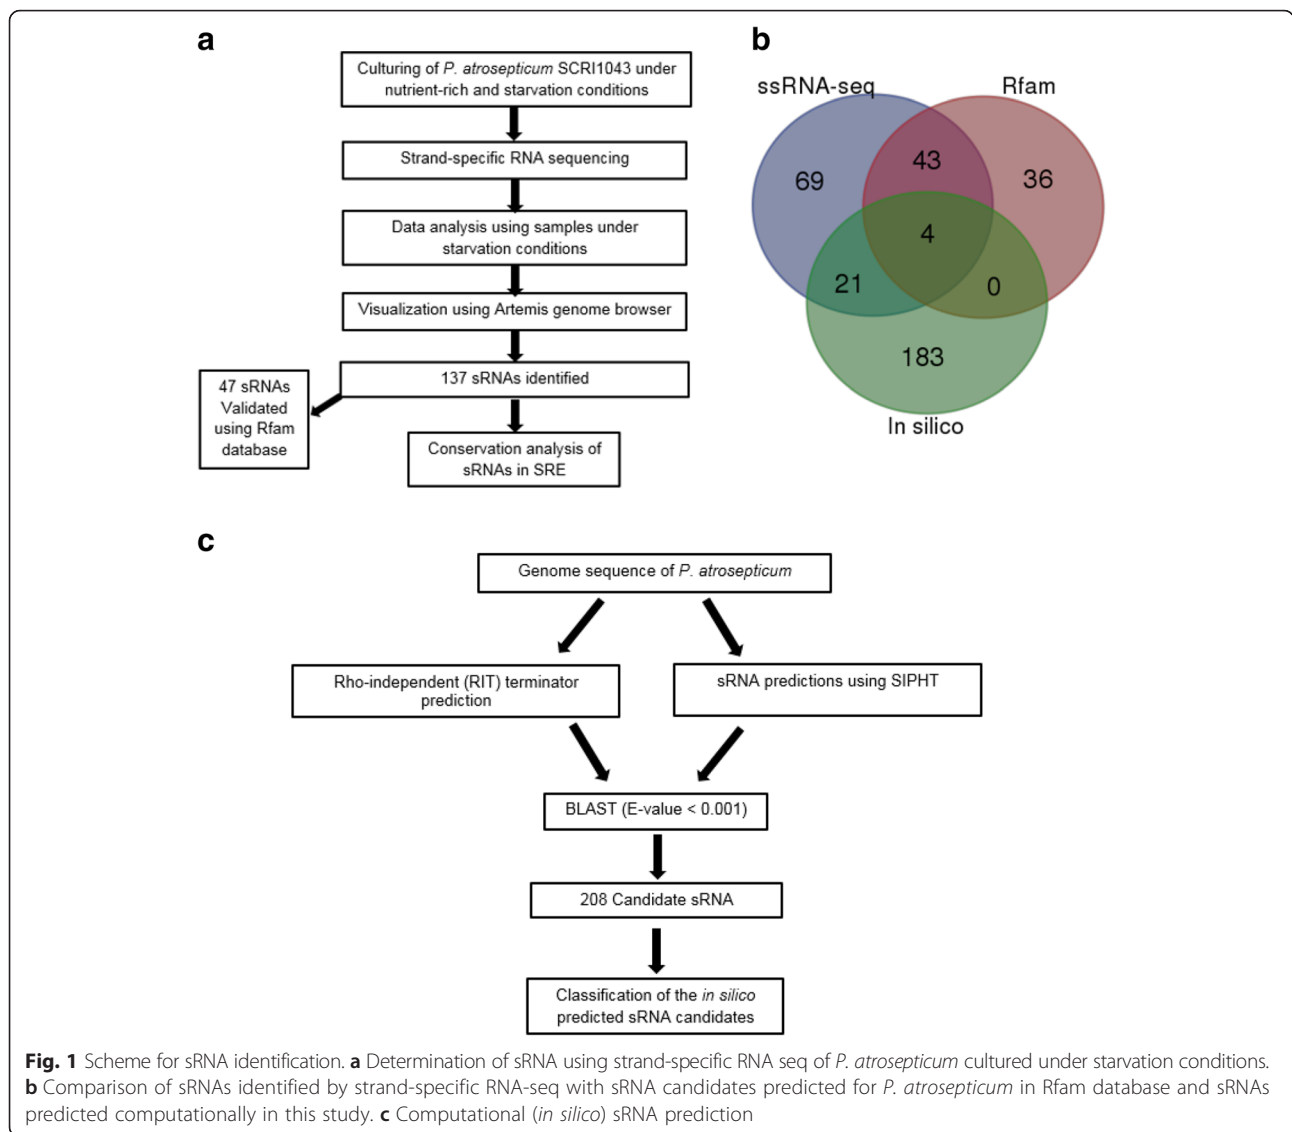 a
Culturing of P. atrosepticum SCRI1043 under
nutrient-rich and starvation conditions
Strand-specific RNA sequencing
Data analysis using samples under
starvation conditions
Visualization using Artemis genome browser
137 sRNAs identified
47 sRNAs
Validated
using Rfam
database
Conservation analysis of
sRNAs in SRE
b
ssRNA-seq
Rfam
69
43
36
4
21
0
183
In silico
c
Genome sequence of P. atrosepticum
Rho-independent (RIT) terminator
prediction
sRNA predictions using SIPHT
BLAST (E-value < 0.001)
208 Candidate sRNA
Classification of the in silico
predicted sRNA candidates
Fig. 1 Scheme for sRNA identification. a Determination of sRNA using strand-specific RNA seq of P. atrosepticum cultured under starvation conditions.
b Comparison of sRNAs identified by strand-specific RNA-seq with sRNA candidates predicted for P. atrosepticum in Rfam database and sRNAs
predicted computationally in this study. c Computational (in silico) sRNA prediction